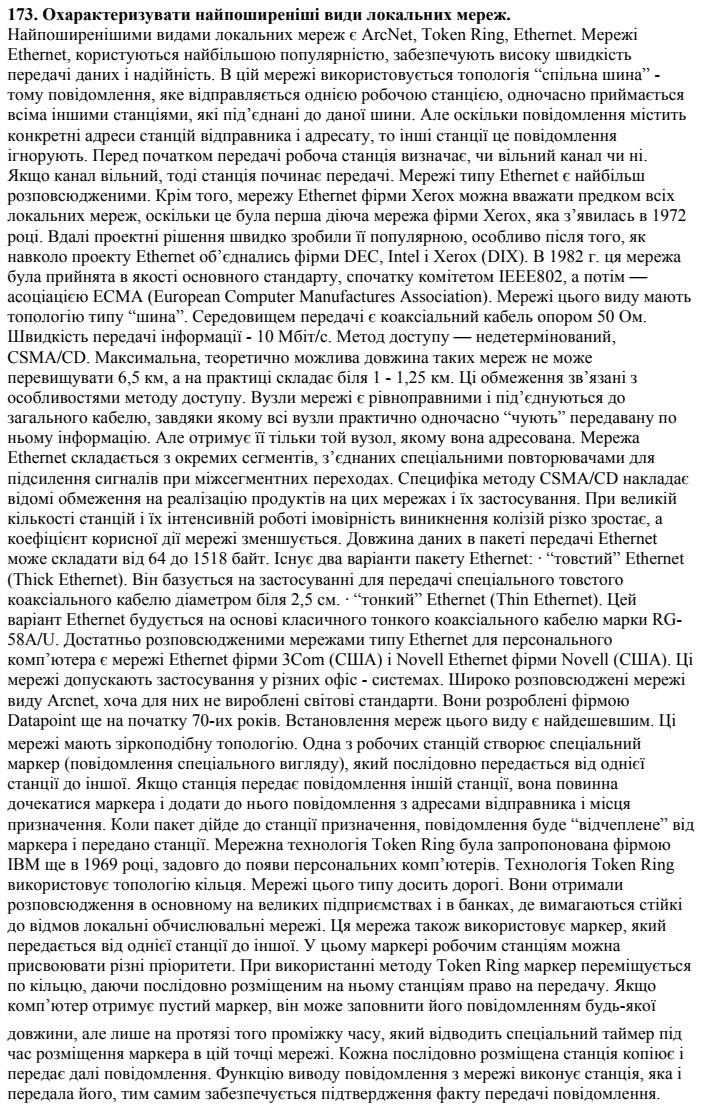 173. Охарактеризувати найпоширеніші види локальних мереж.
Найпоширенішими видами локальних мереж є ArcNet, Token Ring, Ethernet. Мережі
Ethernet, користуються найбільшою популярністю, забезпечують високу швидкість
передачі даних і надійність. В цій мережі використовується топологія “спільна шина” -
тому повідомлення, яке відправляється однією робочою станцією, одночасно приймається
всіма іншими станціями, які під’єднані до даної шини. Але оскільки повідомлення містить
конкретні адреси станцій відправника і адресату, то інші станції це повідомлення
ігнорують. Перед початком передачі робоча станція визначає, чи вільний канал чи ні.
Якщо канал вільний, тоді станція починає передачі. Мережі типу Ethernet є найбільш
розповсюдженими. Крім того, мережу Ethernet фірми Xerox можна вважати предком всіх
локальних мереж, оскільки це була перша діюча мережа фірми Xerox, яка з’явилась в 1972
році. Вдалі проектні рішення швидко зробили її популярною, особливо після того, як
навколо проекту Ethernet об’єднались фірми DEC, Intel і Xerox (DIX). В 1982 г. ця мережа
була прийнята в якості основного стандарту, спочатку комітетом IEEE802, а потім —
асоціацією ECMA (European Computer Manufactures Association). Мережі цього виду мають
топологію типу “шина”. Середовищем передачі є коаксіальний кабель опором 50 Ом.
Швидкість передачі інформації - 10 Мбіт/с. Метод доступу — недетермінований,
CSMA/CD. Максимальна, теоретично можлива довжина таких мереж не може
перевищувати 6,5 км, а на практиці складає біля 1 - 1,25 км. Ці обмеження зв’язані з
особливостями методу доступу. Вузли мережі є рівноправними і під’єднуються до
загального кабелю, завдяки якому всі вузли практично одночасно “чують” передавану по
ньому інформацію. Але отримує її тільки той вузол, якому вона адресована. Мережа
Ethernet складається з окремих сегментів, з’єднаних спеціальними повторювачами для
підсилення сигналів при міжсегментних переходах. Специфіка методу CSMA/CD накладає
відомі обмеження на реалізацію продуктів на цих мережах і їх застосування. При великій
кількості станцій і їх інтенсивній роботі імовірність виникнення колізій різко зростає, а
коефіцієнт корисної дії мережі зменшується. Довжина даних в пакеті передачі Ethernet
може складати від 64 до 1518 байт. Існує два варіанти пакету Ethernet: · “товстий” Ethernet
(Thick Ethernet). Він базується на застосуванні для передачі спеціального товстого
коаксіального кабелю діаметром біля 2,5 см. · “тонкий” Ethernet (Thin Ethernet). Цей
варіант Ethernet будується на основі класичного тонкого коаксіального кабелю марки RG-
58A/U. Достатньо розповсюдженими мережами типу Ethernet для персонального
комп’ютера є мережі Ethernet фірми 3Com (США) і Novell Ethernet фірми Novell (США). Ці
мережі допускають застосування у різних офіс - системах. Широко розповсюджені мережі
виду Arcnet, хоча для них не вироблені світові стандарти. Вони розроблені фірмою
Datapoint ще на початку 70-их років. Встановлення мереж цього виду є найдешевшим. Ці
мережі мають зіркоподібну топологію. Одна з робочих станцій створює спеціальний
маркер (повідомлення спеціального вигляду), який послідовно передається від однієї
станції до іншої. Якщо станція передає повідомлення іншій станції, вона повинна
дочекатися маркера і додати до нього повідомлення з адресами відправника і місця
призначення. Коли пакет дійде до станції призначення, повідомлення буде “відчеплене” від
маркера і передано станції. Мережна технологія Token Ring була запропонована фірмою
IBM ще в 1969 році, задовго до появи персональних комп’ютерів. Технологія Token Ring
використовує топологію кільця. Мережі цього типу досить дорогі. Вони отримали
розповсюдження в основному на великих підприємствах і в банках, де вимагаються стійкі
до відмов локальні обчислювальні мережі. Ця мережа також використовує маркер, який
передається від однієї станції до іншої. У цьому маркері робочим станціям можна
присвоювати різні пріоритети. При використанні методу Token Ring маркер переміщується
по кільцю, даючи послідовно розміщеним на ньому станціям право на передачу. Якщо
комп’ютер отримує пустий маркер, він може заповнити його повідомленням будь-якої
довжини, але лише на протязі того проміжку часу, який відводить спеціальний таймер під
час розміщення маркера в цій точці мережі. Кожна послідовно розміщена станція копіює і
передає далі повідомлення. Функцію виводу повідомлення з мережі виконує станція, яка і
передала його, тим самим забезпечується підтвердження факту передачі повідомлення.